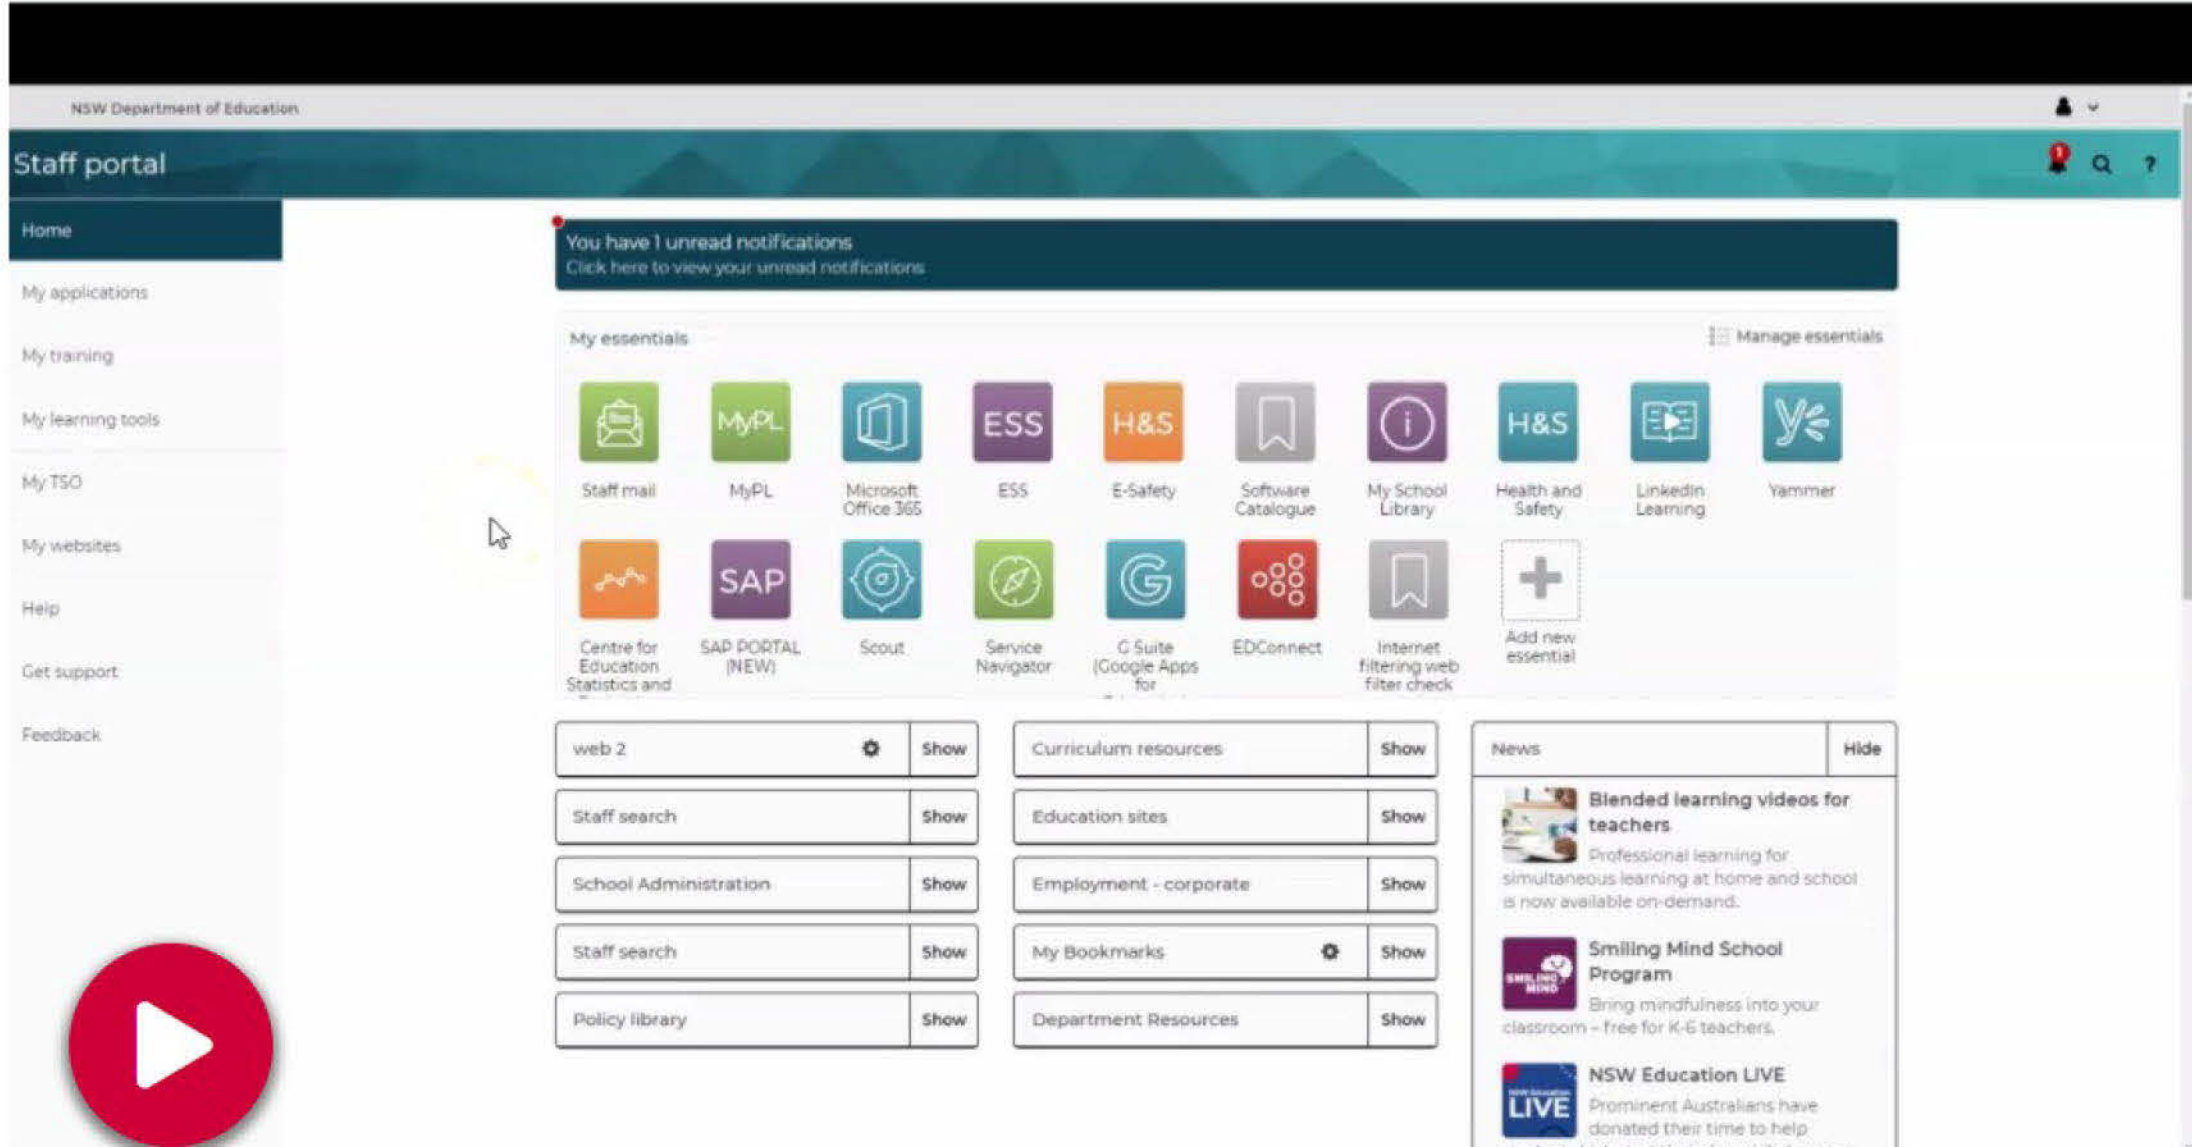 NSW Department of Education
Staff portal
1
?
Home
My applications
My training
My learning tools
My TSO
My websites
Help
Get support
Feedback
You have 1 unread notifications
Click here to view your unread notifications
My essentials
Manage essentials
MyPL
ESS
H&S
H&S
Staff mail
MyPL
Microsoft
Office 365
ESS
E-Safety
Software
Catalogue
My School
Library
Health and
Safety
LinkedIn
Learning
Yammer
SAP
G
Centre for
Education
Statistics and
SAP PORTAL
(NEW)
Scout
Service
Navigator
G Suite
(Google Apps
for
EDConnect
Internet
filtering web
filter check
Add new
essential
web 2
Show
Staff search
Show
School Administration
Show
Staff search
Show
Policy library
Show
Curriculum resources
Show
Education sites
Show
Employment - corporate
Show
My Bookmarks
Show
Department Resources
Show
News
Hide
Blended learning videos for
teachers
Professional learning for
simultaneous learning at home and school
is now available on-demand.
SMILING
MIND
Smiling Mind School
Program
Bring mindfulness into your
classroom – free for K-6 teachers.
NSW Education
LIVE
NSW Education LIVE
Prominent Australians have
donated their time to help